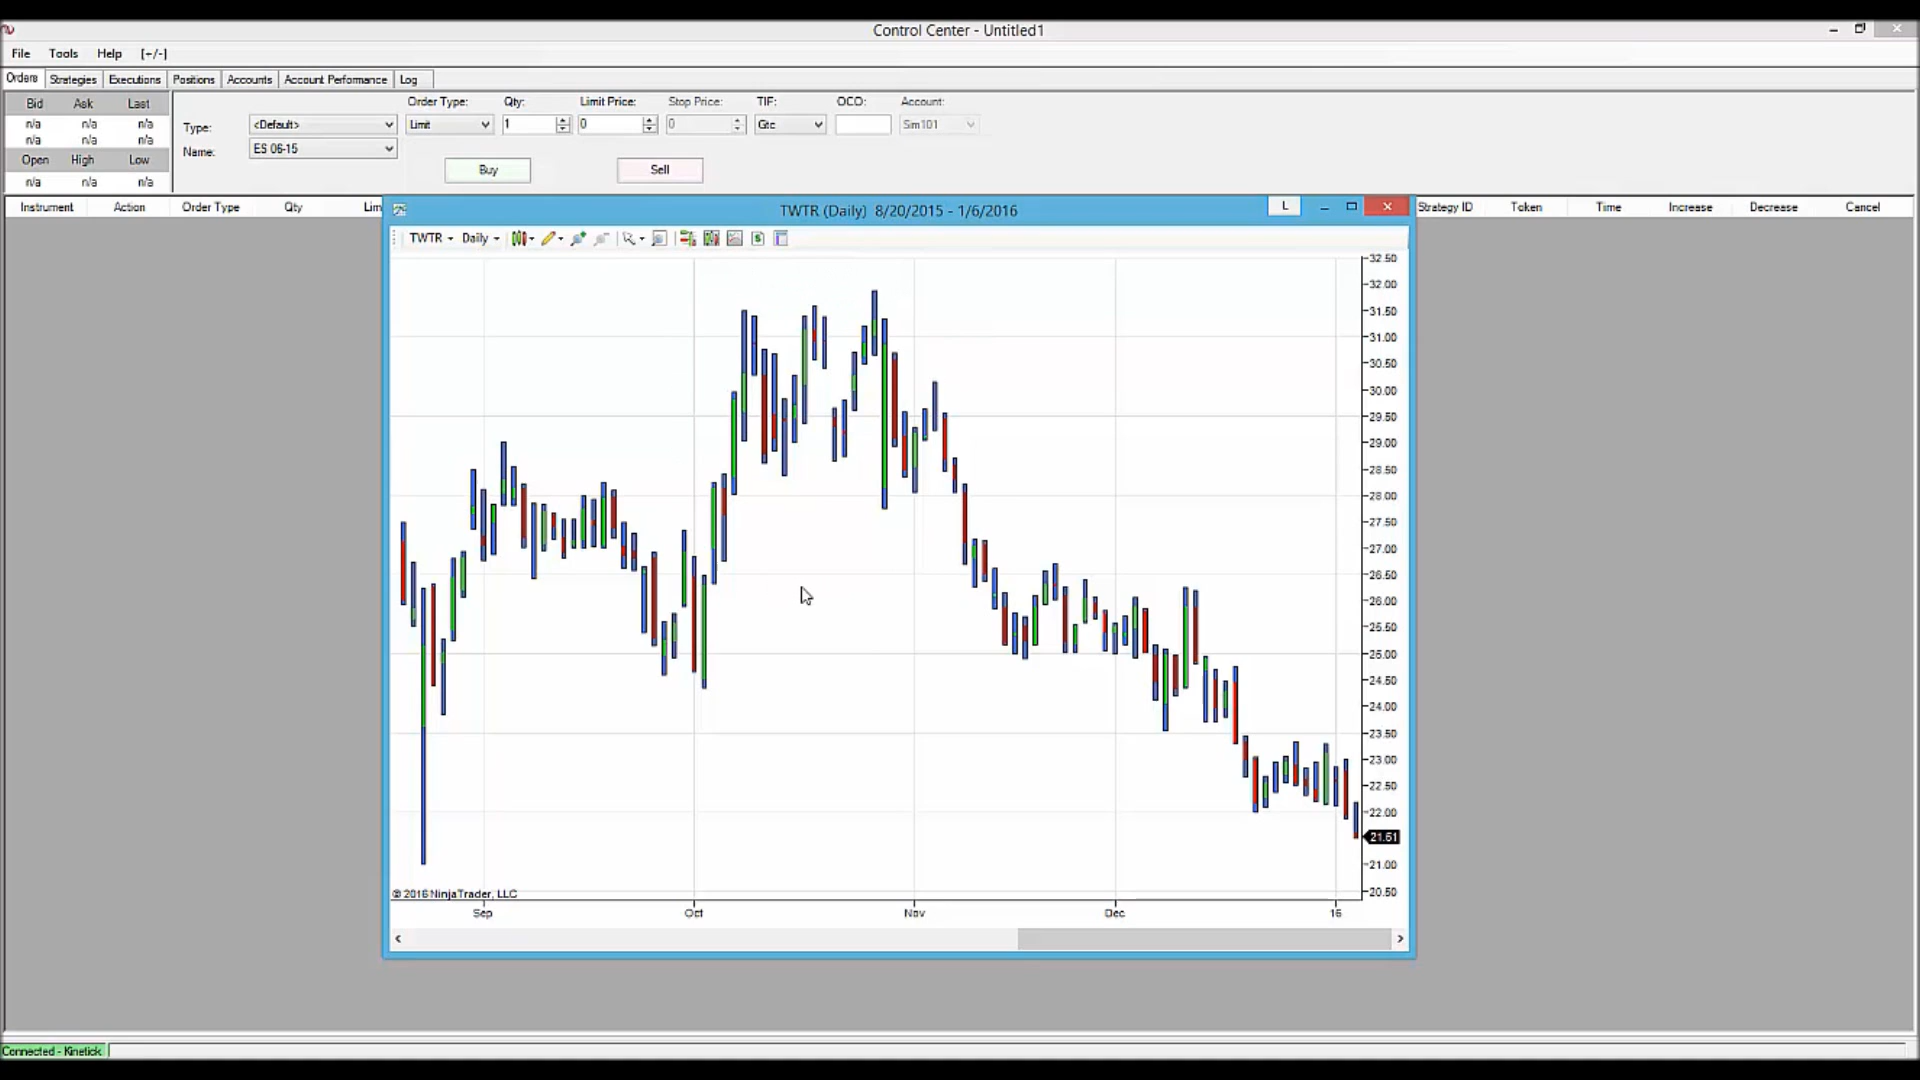 Control Center - Untitled1
File Tools Help [+/-]
Orders Strategies Executions Positions Accounts Account Performance Log
Bid Ask Last
n/a n/a n/a
n/a n/a n/a
Open High Low
n/a n/a n/a
Order Type: Qty: Limit Price: Stop Price: TIF: OCO: Account:
Type: <Default> Limit 1 0 0 Gtc Sim101
Name: ES 06-15
Buy Sell
Instrument Action Order Type Qty Lim Strategy ID Token Time Increase Decrease Cancel
TWTR (Daily) 8/20/2015 - 1/6/2016 L
TWTR Daily
32.50
32.00
31.50
31.00
30.50
30.00
29.50
29.00
28.50
28.00
27.50
27.00
26.50
26.00
25.50
25.00
24.50
24.00
23.50
23.00
22.50
22.00
21.51
21.00
20.50
© 2016 NinjaTrader, LLC
Sep Oct Nov Dec 16
Connected - Kinetick